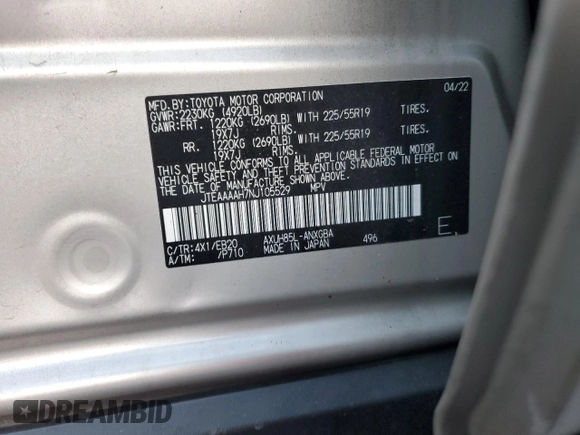 MFD.BY:TOYOTA MOTOR CORPORATION 04/22
GVWR:2230KG (4920LB)
GAWR:FRT. 1220KG (2690LB) WITH 225/55R19 TIRES.
19X7J RIMS.
RR. 1220KG (2690LB) WITH 225/55R19 TIRES.
19X7J RIMS.
THIS VEHICLE CONFORMS TO ALL APPLICABLE FEDERAL MOTOR
VEHICLE SAFETY AND THEFT PREVENTION STANDARDS IN EFFECT
ON THE DATE OF MANUFACTURE SHOWN ABOVE.
JTEAAAAH7NJ105529 MPV
C/TR:4X1/EB20 AXUH85L-ANXGBA E.
A/TM: /P710 MADE IN JAPAN 496
DREAMBID